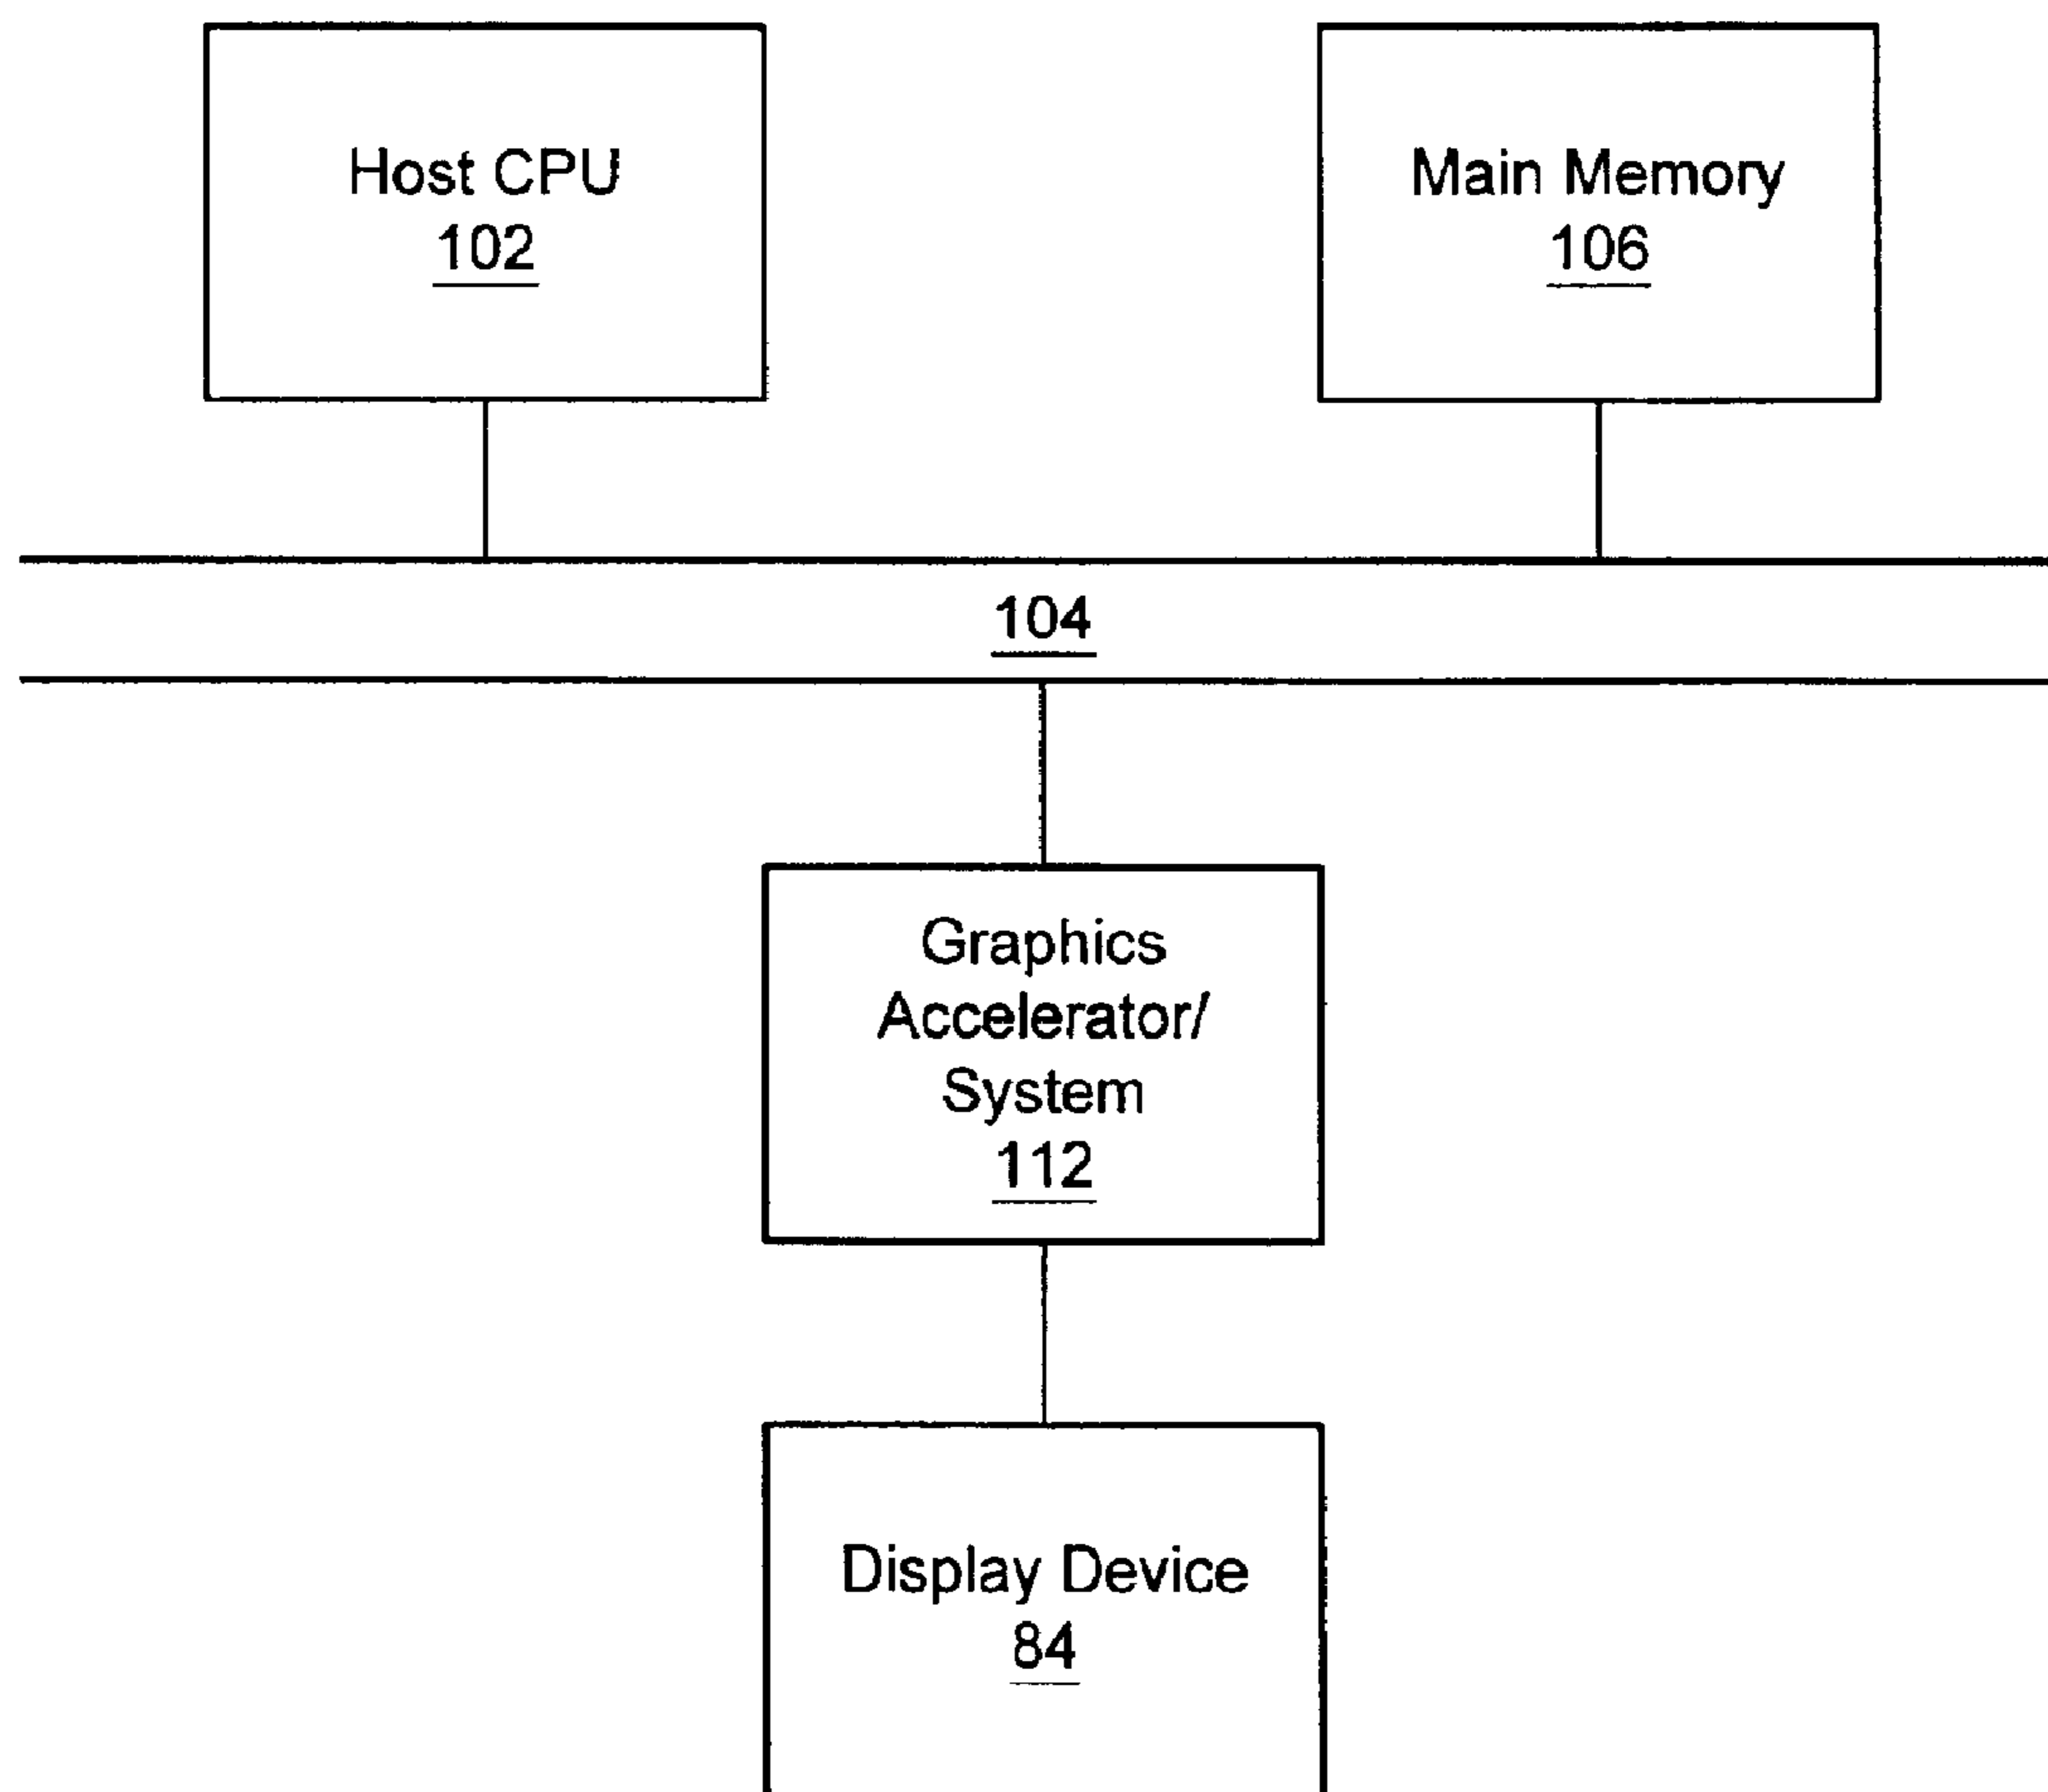 Host CPU
102
Main Memory
106
104
Graphics
Accelerator/
System
112
Display Device
84